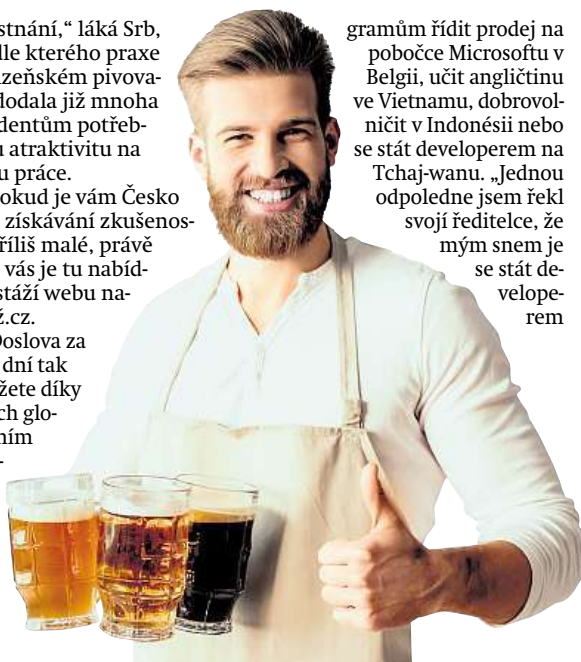 stnání,“ láká Srb,
lle kterého praxe
zeňském pivova-
dodala již mnoha
dentům potřeb-
u atraktivitu na
u práce.
okud je vám Česko
získávání zkušenos-
říliš malé, právě
vás je tu nabíd-
stáží webu na-
ž.cz.
Doslova za
dní tak
žete díky
ch glo-
ním
-
gramům řídit prodej na
pobočce Microsoftu v
Belgii, učit angličtinu
ve Vietnamu, dobrovol-
ničit v Indonésii nebo
se stát developerem na
Tchaj-wanu. „Jednou
odpoledne jsem řekl
svojí ředitelce, že
mým snem je
se stát de-
velope-
rem